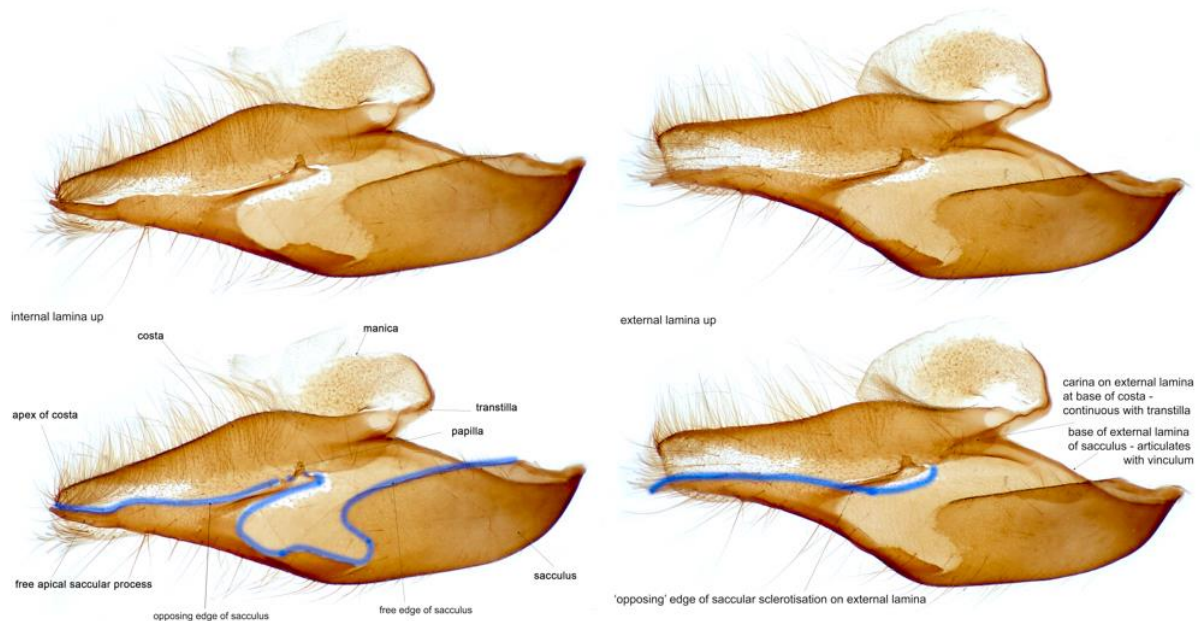 internal lamina up
external lamina up
costa
manica
apex of costa
transtilla
papilla
free apical saccular process
opposing edge of sacculus
free edge of sacculus
sacculus
carina on external lamina
at base of costa -
continuous with transtilla
base of external lamina
of sacculus - articulates
with vinculum
'opposing' edge of saccular sclerotisation on external lamina